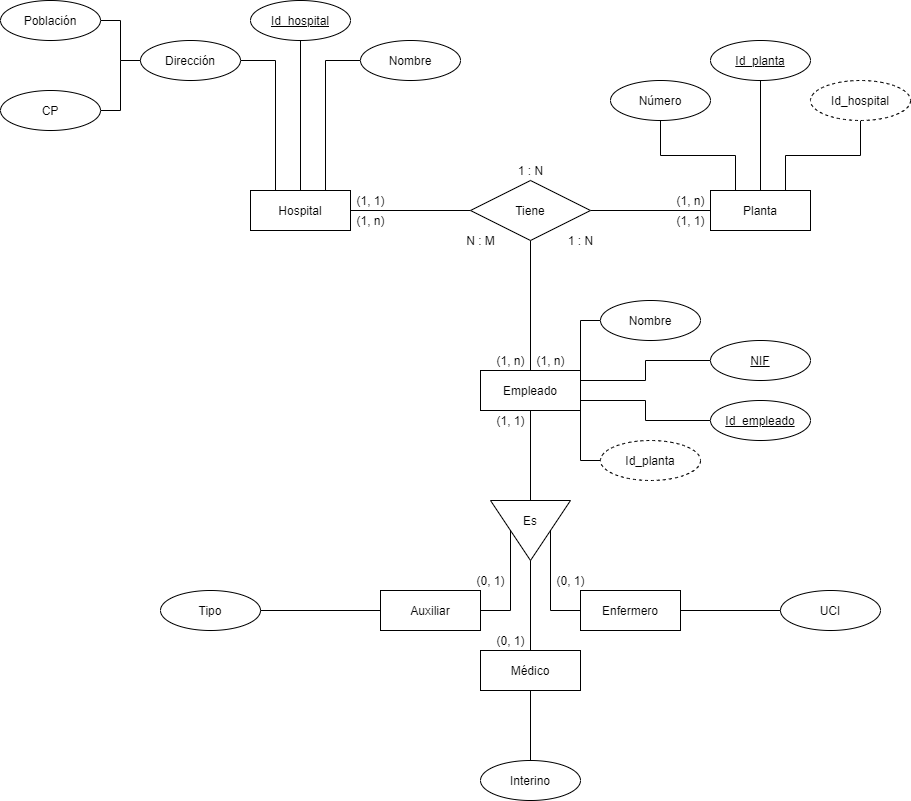 Población
Id_hospital
Dirección
Nombre
Id_planta
CP
Número
Id_hospital
1 : N
Hospital
(1, 1)
(1, n)
Tiene
(1, n)
(1, 1)
Planta
N : M
1 : N
Nombre
(1, n)
(1, n)
NIF
Empleado
(1, 1)
Id_empleado
Id_planta
Es
(0, 1)
(0, 1)
Tipo
Auxiliar
Enfermero
UCI
(0, 1)
Médico
Interino